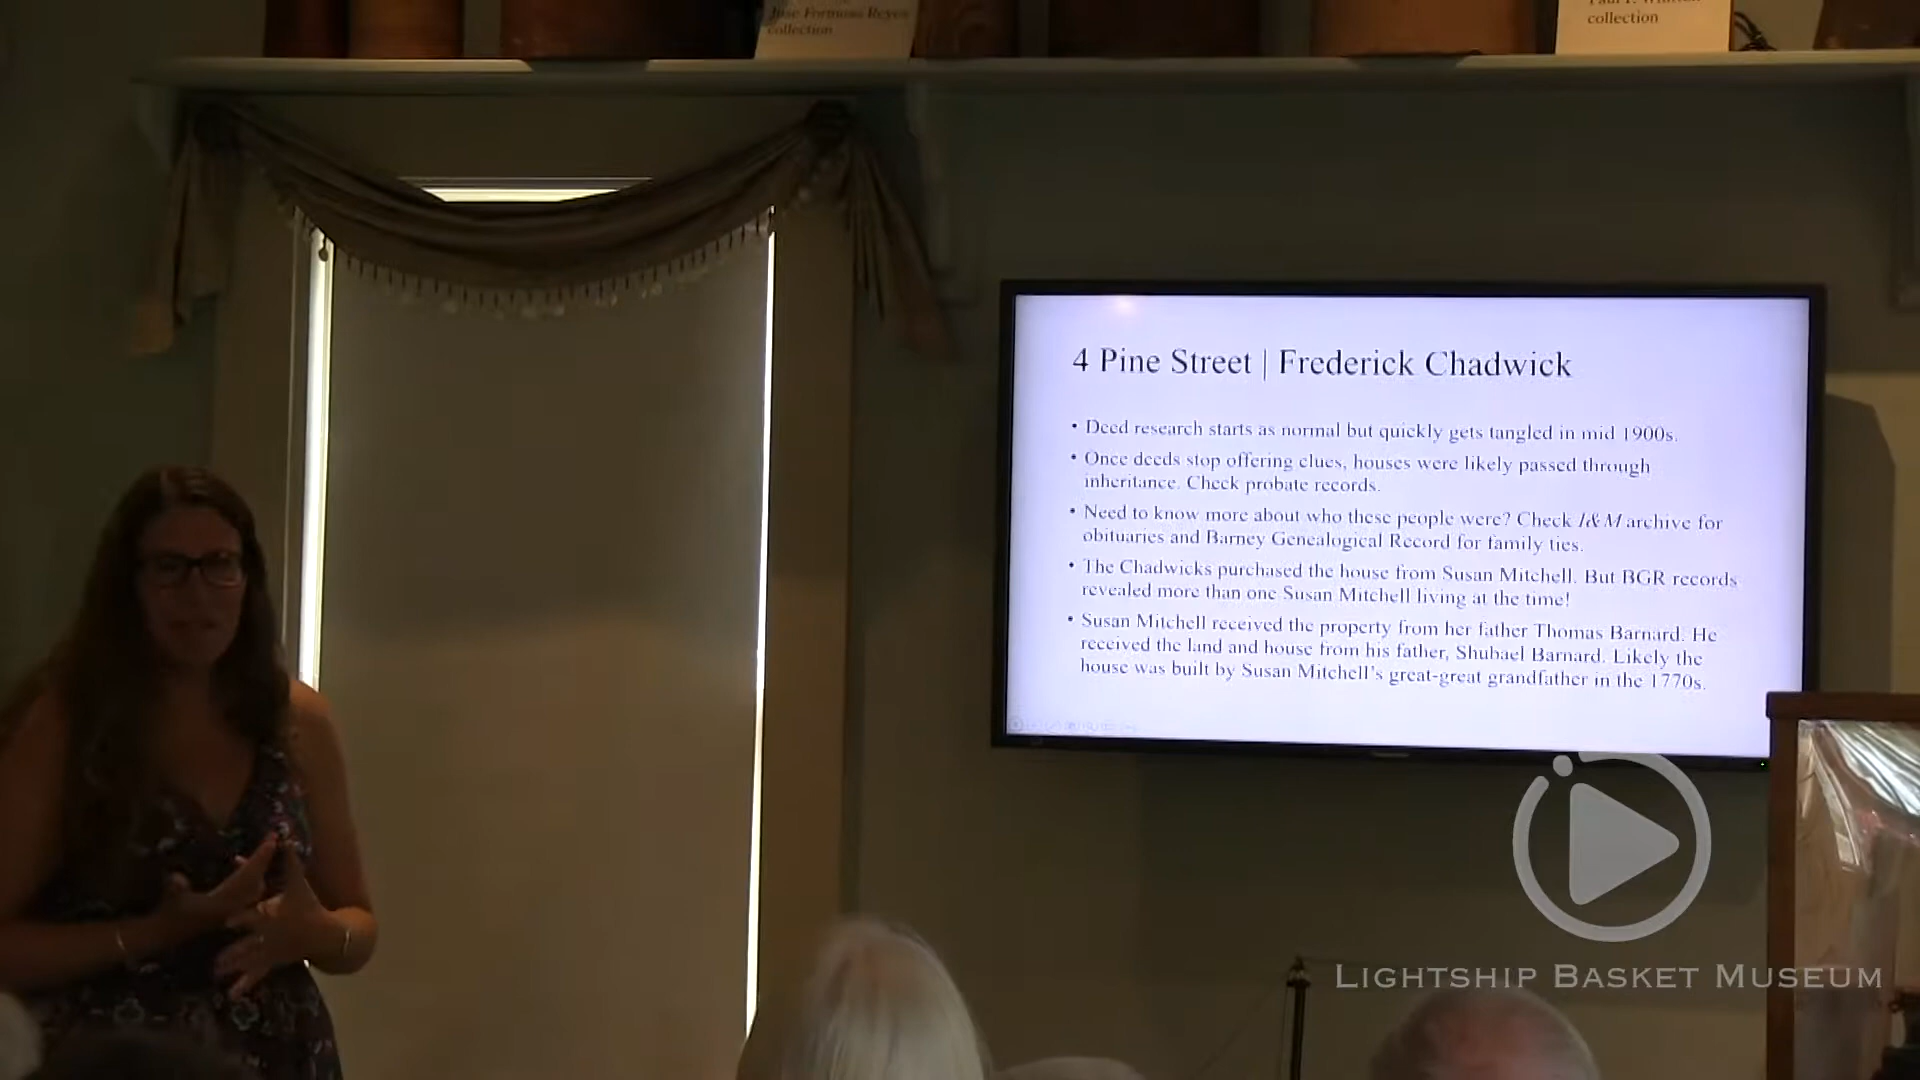 Jose Formoso Reyes
collection
collection
4 Pine Street | Frederick Chadwick
• Deed research starts as normal but quickly gets tangled in mid 1900s.
• Once deeds stop offering clues, houses were likely passed through
inheritance. Check probate records.
• Need to know more about who these people were? Check I&M archive for
obituaries and Barney Genealogical Record for family ties.
• The Chadwicks purchased the house from Susan Mitchell. But BGR records
revealed more than one Susan Mitchell living at the time!
• Susan Mitchell received the property from her father Thomas Barnard. He
received the land and house from his father, Shubael Barnard. Likely the
house was built by Susan Mitchell's great-great grandfather in the 1770s.
LIGHTSHIP BASKET MUSEUM